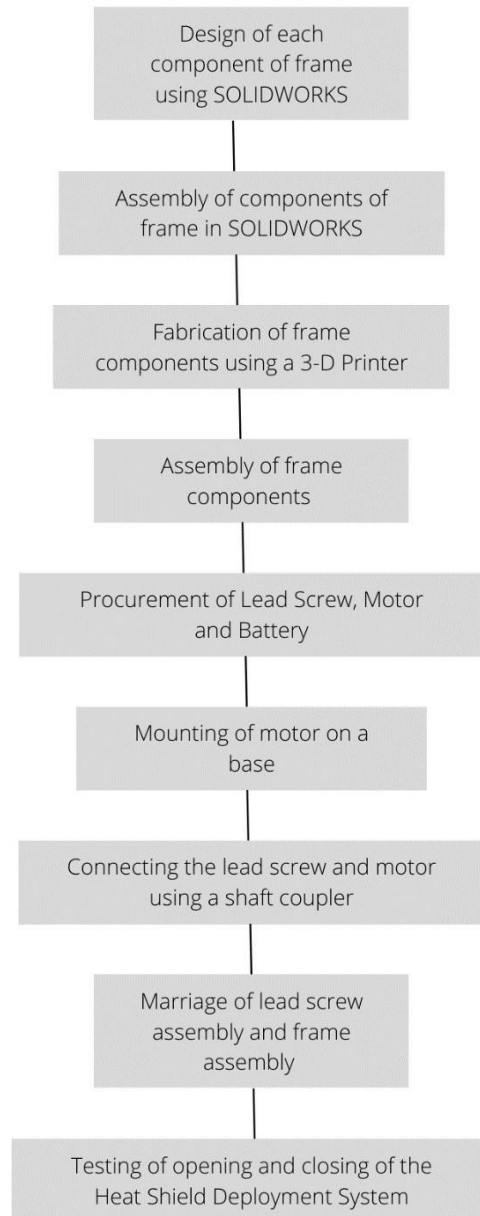 Design of each
component of frame
using SOLIDWORKS
Assembly of components of
frame in SOLIDWORKS
Fabrication of frame
components using a 3-D Printer
Assembly of frame
components
Procurement of Lead Screw, Motor
and Battery
Mounting of motor on a
base
Connecting the lead screw and motor
using a shaft coupler
Marriage of lead screw
assembly and frame
assembly
Testing of opening and closing of the
Heat Shield Deployment System